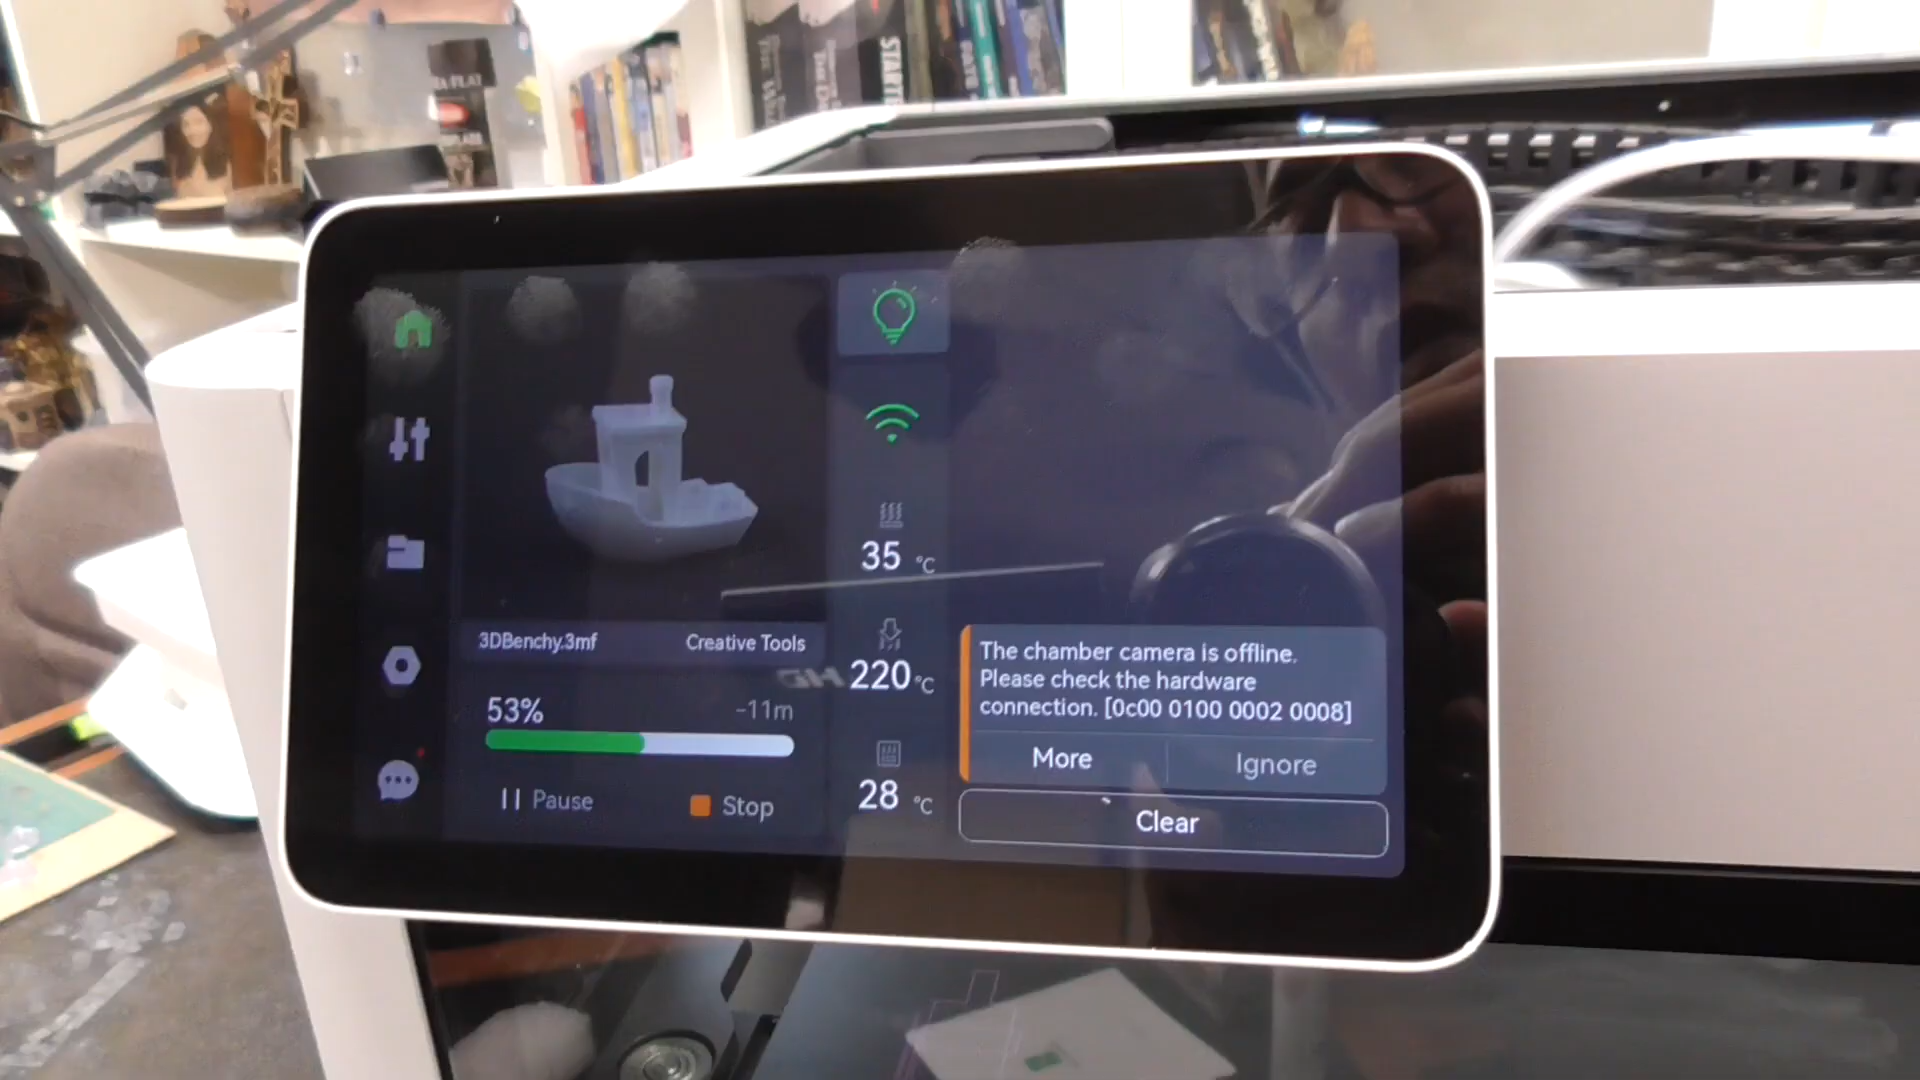 START
35 °C
3DBenchy.3mf
Creative Tools
220 °C
53%
-11m
Pause
Stop
28 °C
The chamber camera is offline.
Please check the hardware
connection. [0c00 0100 0002 0008]
More
Ignore
Clear